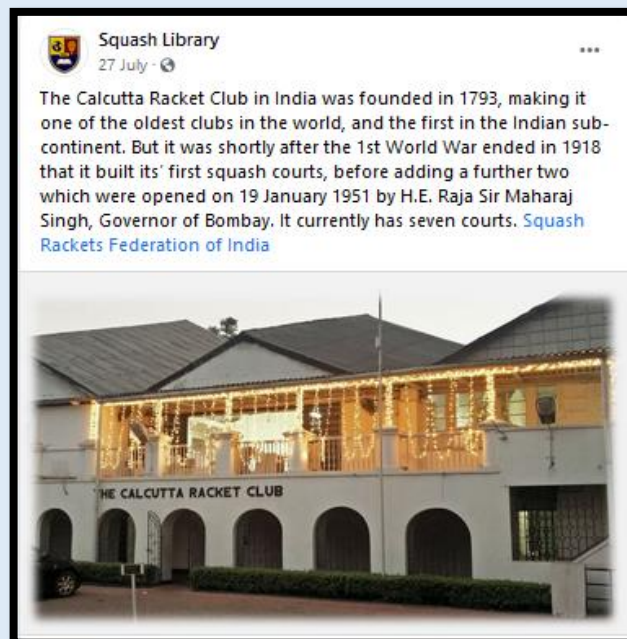 Squash Library
27 July ·
The Calcutta Racket Club in India was founded in 1793, making it
one of the oldest clubs in the world, and the first in the Indian sub-
continent. But it was shortly after the 1st World War ended in 1918
that it built its' first squash courts, before adding a further two
which were opened on 19 January 1951 by H.E. Raja Sir Maharaj
Singh, Governor of Bombay. It currently has seven courts. Squash
Rackets Federation of India
THE CALCUTTA RACKET CLUB